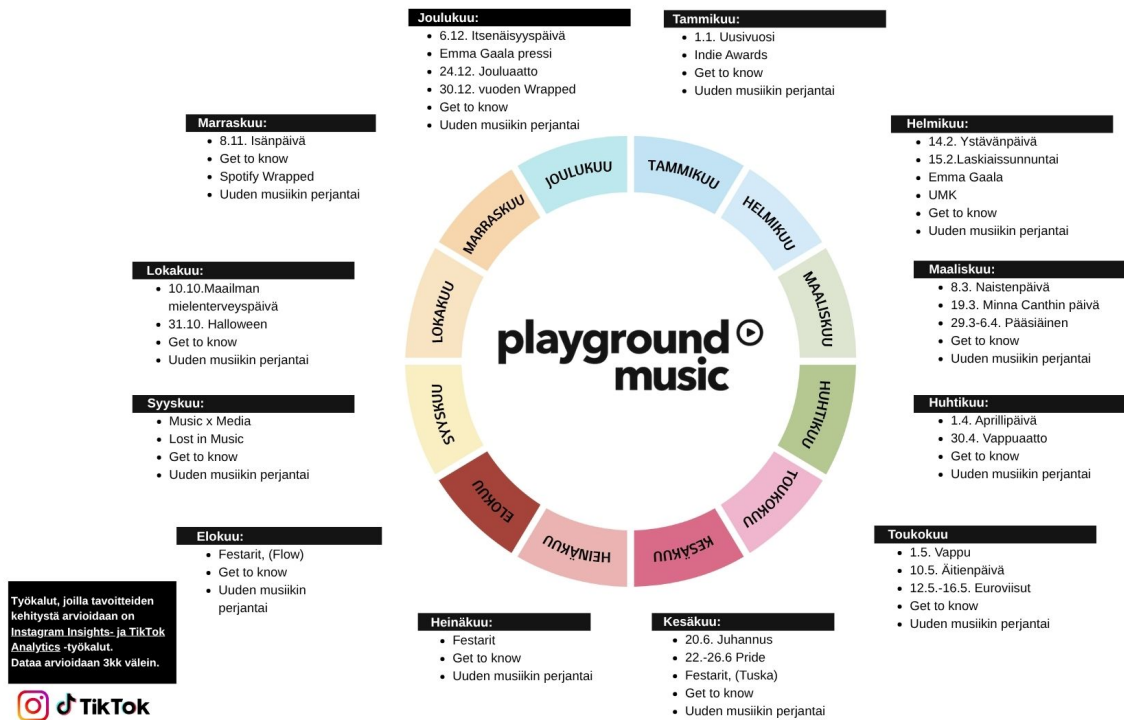 Joulukuu:
6.12. Itsenäisyyspäivä
Emma Gaala pressi
24.12. Jouluaatto
30.12. vuoden Wrapped
Get to know
Uuden musiikin perjantai
Tammikuu:
1.1. Uusivuosi
Indie Awards
Get to know
Uuden musiikin perjantai
Marraskuu:
8.11. Isänpäivä
Get to know
Spotify Wrapped
Uuden musiikin perjantai
Helmikuu:
14.2. Ystävänpäivä
15.2.Laskiaissunnuntai
Emma Gaala
UMK
Get to know
Uuden musiikin perjantai
Lokakuu:
10.10.Maailman
mielenterveyspäivä
31.10. Halloween
Get to know
Uuden musiikin perjantai
Maaliskuu:
8.3. Naistenpäivä
19.3. Minna Canthin päivä
29.3-6.4. Pääsiäinen
Get to know
Uuden musiikin perjantai
Syyskuu:
Music x Media
Lost in Music
Get to know
Uuden musiikin perjantai
Huhtikuu:
1.4. Aprillipäivä
30.4. Vappuaatto
Get to know
Uuden musiikin perjantai
Elokuu:
Festarit, (Flow)
Get to know
Uuden musiikin
perjantai
Toukokuu
1.5. Vappu
10.5. Äitienpäivä
12.5.-16.5. Euroviisut
Get to know
Uuden musiikin perjantai
Heinäkuu:
Festarit
Get to know
Uuden musiikin perjantai
Kesäkuu:
20.6. Juhannus
22.-26.6 Pride
Festarit, (Tuska)
Get to know
Uuden musiikin perjantai
TAMMIKUU
HELMIKUU
MAALISKUU
HUHTIKUU
TOUKOKUU
KESÄKUU
HEINÄKUU
ELOKUU
SYYSKUU
LOKAKUU
MARRASKUU
JOULUKUU
playground
music
Työkalut, joilla tavoitteiden
kehitystä arvioidaan on
Instagram Insights- ja TikTok
Analytics -työkalut.
Dataa arvioidaan 3kk välein.
TikTok